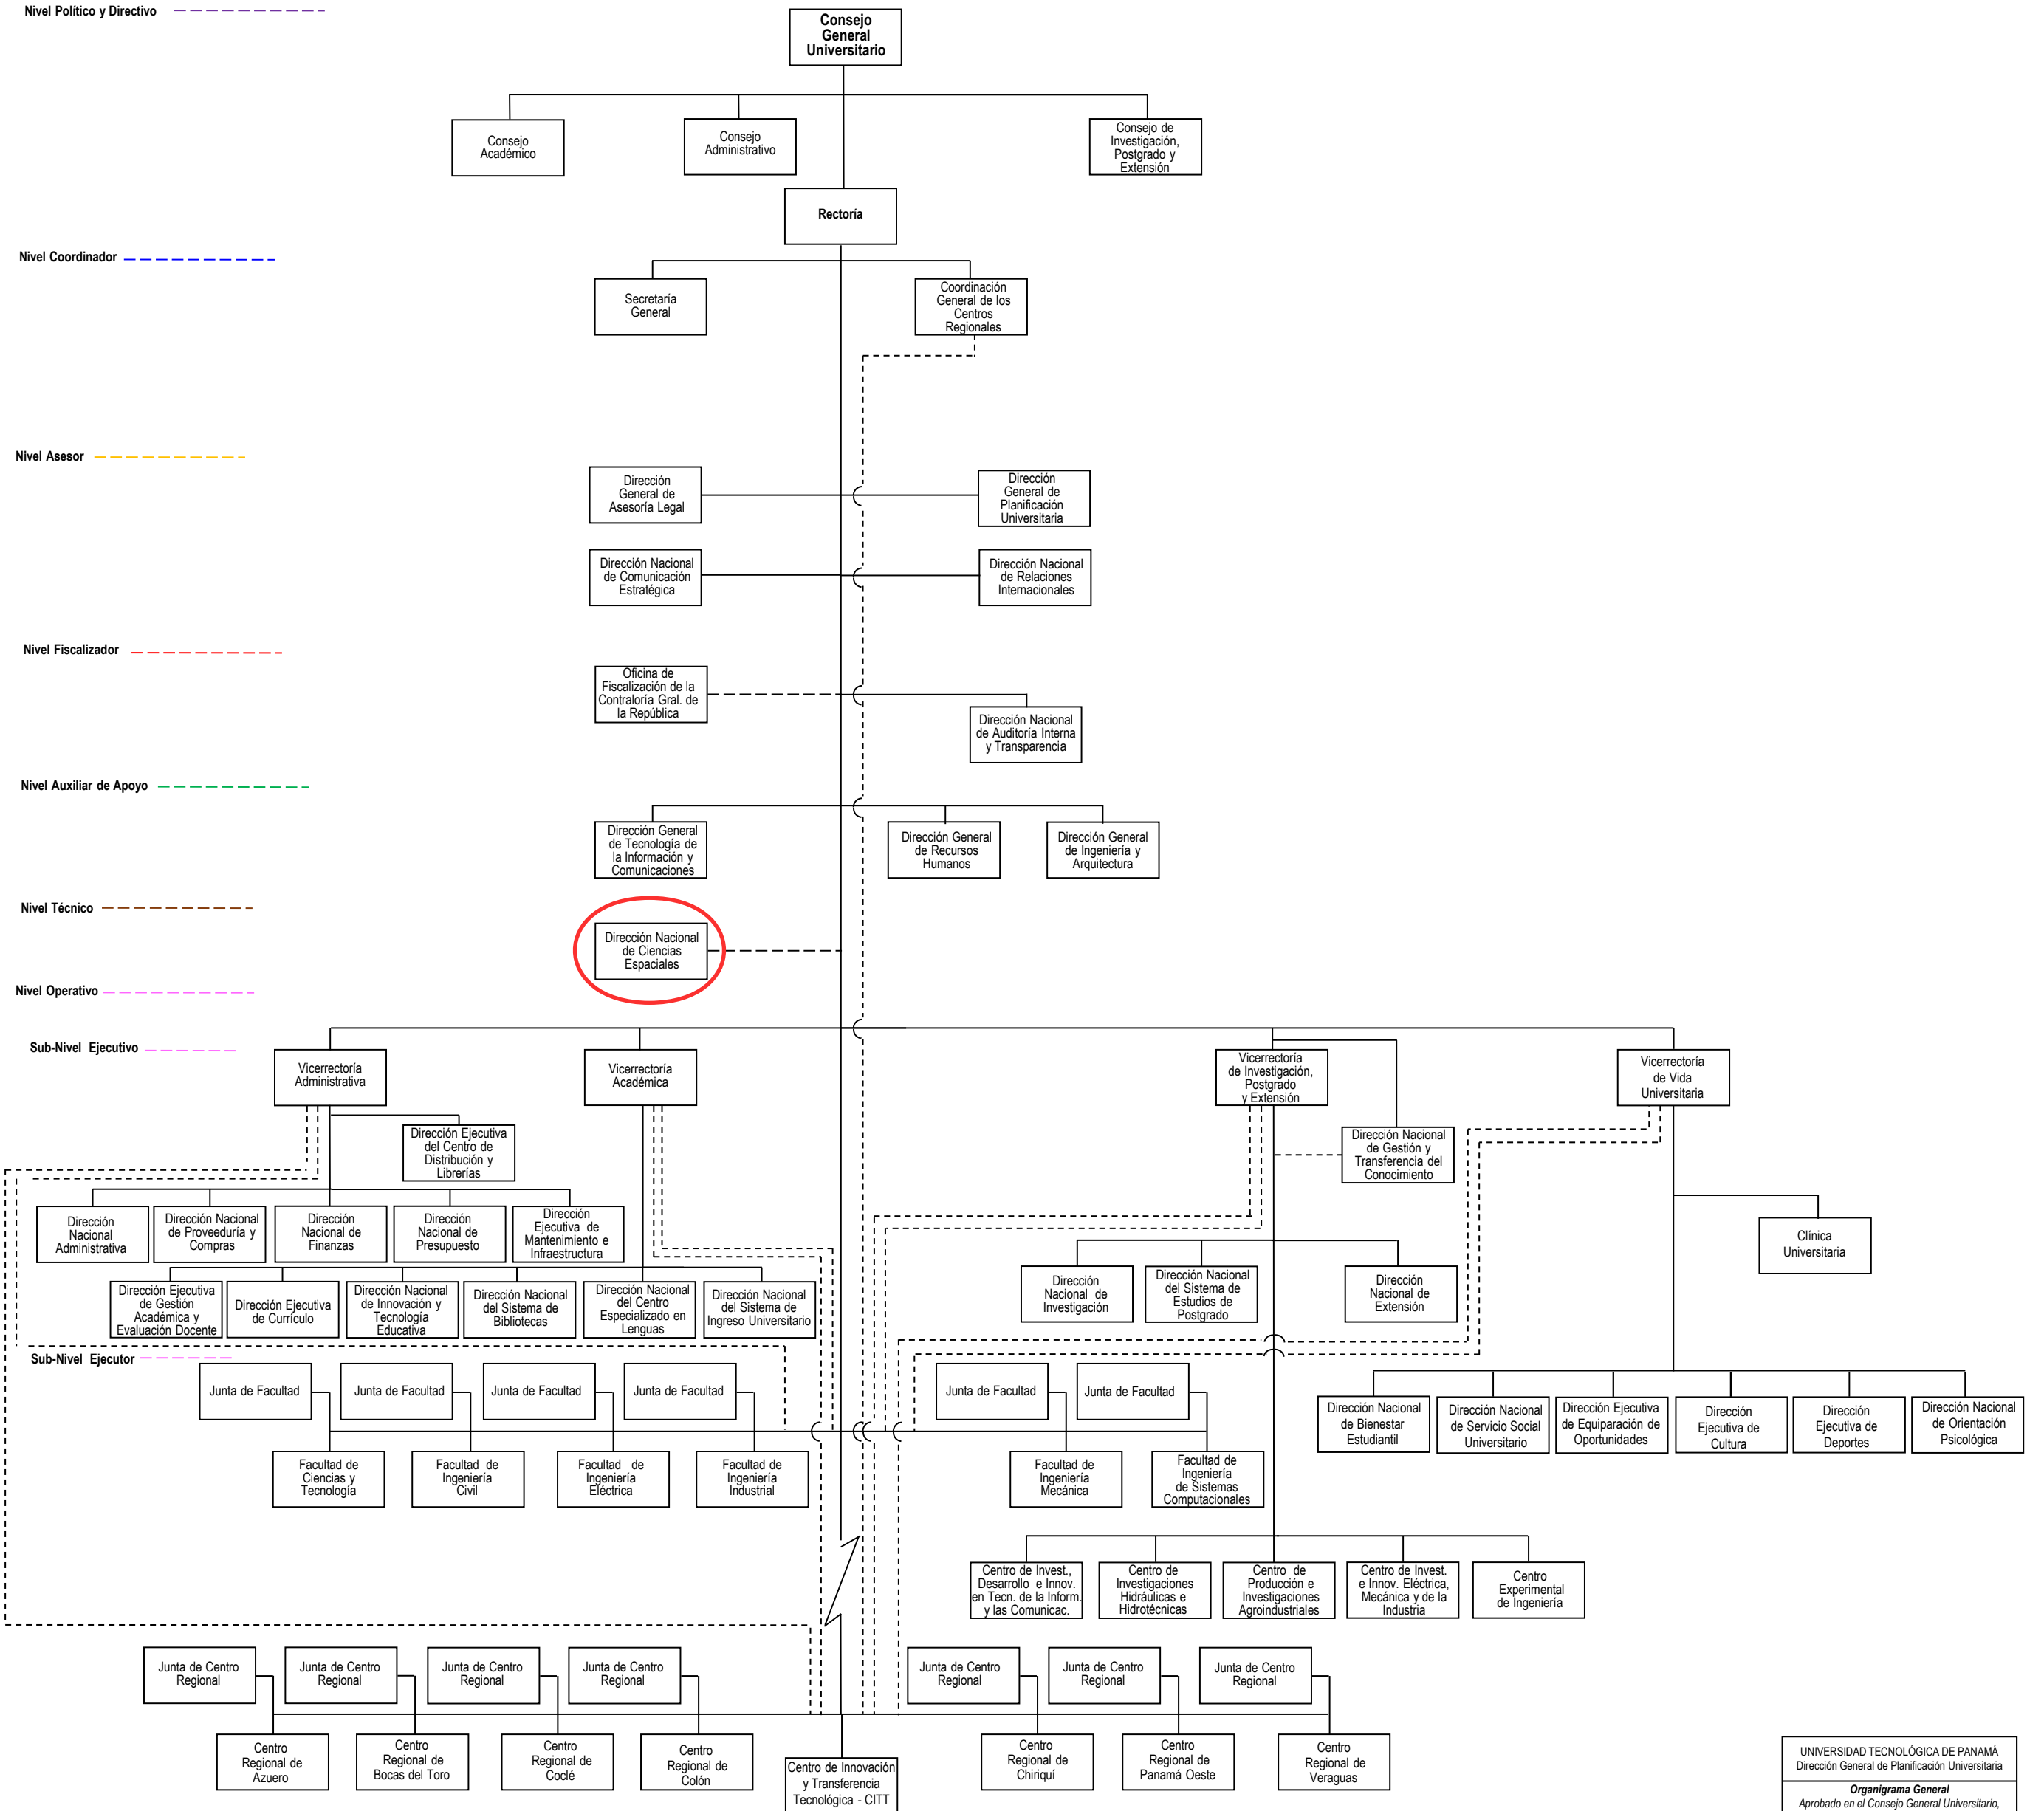 Nivel Político y Directivo
Consejo
General
Universitario
Consejo
Académico
Consejo
Administrativo
Consejo de
Investigación,
Postgrado y
Extensión
Rectoría
Nivel Coordinador
Secretaría
General
Coordinación
General de los
Centros
Regionales
Nivel Asesor
Dirección
General de
Asesoría Legal
Dirección
General de
Planificación
Universitaria
Dirección Nacional
de Comunicación
Estratégica
Dirección Nacional
de Relaciones
Internacionales
Nivel Fiscalizador
Oficina de
Fiscalización de la
Contraloría Gral. de
la República
Dirección Nacional
de Auditoría Interna
y Transparencia
Nivel Auxiliar de Apoyo
Dirección General
de Tecnología de
la Información y
Comunicaciones
Dirección General
de Recursos
Humanos
Dirección General
de Ingeniería y
Arquitectura
Nivel Técnico
Dirección Nacional
de Ciencias
Espaciales
Nivel Operativo
Sub-Nivel Ejecutivo
Vicerrectoría
Administrativa
Vicerrectoría
Académica
Vicerrectoría
de Investigación,
Postgrado
y Extensión
Vicerrectoría
de Vida
Universitaria
Dirección Ejecutiva
del Centro de
Distribución y
Librerías
Dirección Nacional
de Gestión y
Transferencia del
Conocimiento
Dirección
Nacional
Administrativa
Dirección Nacional
de Proveeduría y
Compras
Dirección
Nacional de
Finanzas
Dirección
Nacional de
Presupuesto
Dirección
Ejecutiva de
Mantenimiento e
Infraestructura
Clínica
Universitaria
Dirección Ejecutiva
de Gestión
Académica y
Evaluación Docente
Dirección Ejecutiva
de Currículo
Dirección Nacional
de Innovación y
Tecnología
Educativa
Dirección Nacional
del Sistema de
Bibliotecas
Dirección Nacional
del Centro
Especializado en
Lenguas
Dirección Nacional
del Sistema de
Ingreso Universitario
Dirección
Nacional de
Investigación
Dirección Nacional
del Sistema de
Estudios de
Postgrado
Dirección
Nacional de
Extensión
Sub-Nivel Ejecutor
Junta de Facultad
Junta de Facultad
Junta de Facultad
Junta de Facultad
Junta de Facultad
Junta de Facultad
Dirección Nacional
de Bienestar
Estudiantil
Dirección Nacional
de Servicio Social
Universitario
Dirección Ejecutiva
de Equiparación de
Oportunidades
Dirección
Ejecutiva de
Cultura
Dirección
Ejecutiva de
Deportes
Dirección Nacional
de Orientación
Psicológica
Facultad de
Ciencias y
Tecnología
Facultad de
Ingeniería
Civil
Facultad de
Ingeniería
Eléctrica
Facultad de
Ingeniería
Industrial
Facultad de
Ingeniería
Mecánica
Facultad de
Ingeniería
de Sistemas
Computacionales
Centro de Invest.,
Desarrollo e Innov.
en Tecn. de la Inform.
y las Comunicac.
Centro de
Investigaciones
Hidráulicas e
Hidrotécnicas
Centro de
Producción e
Investigaciones
Agroindustriales
Centro de Invest.
e Innov. Eléctrica,
Mecánica y de la
Industria
Centro
Experimental
de Ingeniería
Junta de Centro
Regional
Junta de Centro
Regional
Junta de Centro
Regional
Junta de Centro
Regional
Junta de Centro
Regional
Junta de Centro
Regional
Junta de Centro
Regional
Centro
Regional de
Azuero
Centro
Regional de
Bocas del Toro
Centro
Regional de
Coclé
Centro
Regional de
Colón
Centro de Innovación
y Transferencia
Tecnológica - CITT
Centro
Regional de
Chiriquí
Centro
Regional de
Panamá Oeste
Centro
Regional de
Veraguas
UNIVERSIDAD TECNOLÓGICA DE PANAMÁ
Dirección General de Planificación Universitaria
Organigrama General
Aprobado en el Consejo General Universitario,